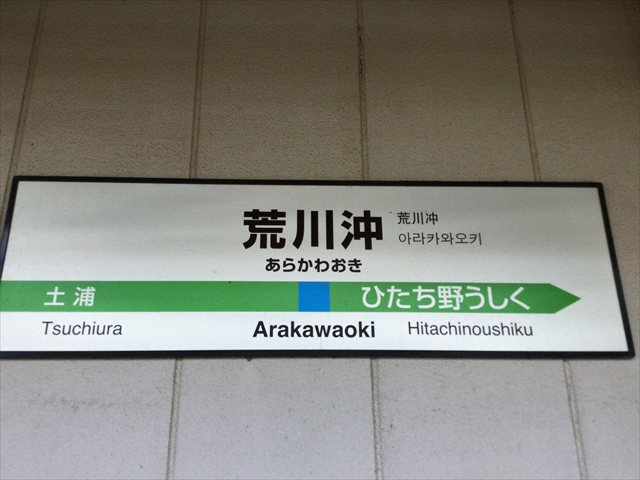 荒川沖
荒川沖
아라카와오키
あらかわおき
土浦
ひたち野うしく
Tsuchiura
Arakawaoki
Hitachinoushiku